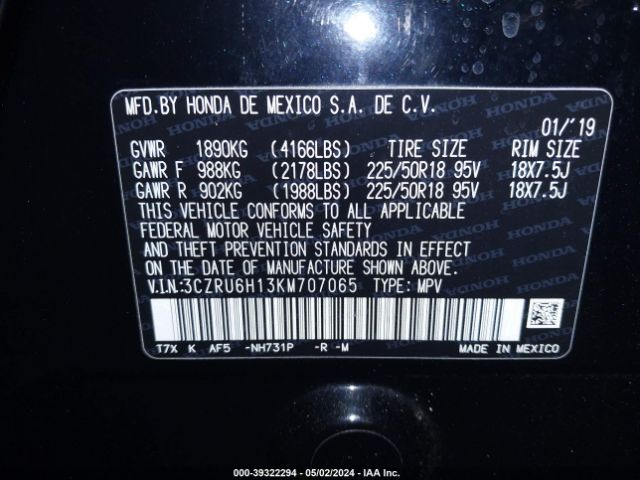 MFD.BY HONDA DE MEXICO S.A. DE C.V.
01/'19
GVWR 1890KG (4166LBS) TIRE SIZE RIM SIZE
GAWR F 988KG (2178LBS) 225/50R18 95V 18X7.5J
GAWR R 902KG (1988LBS) 225/50R18 95V 18X7.5J
THIS VEHICLE CONFORMS TO ALL APPLICABLE
FEDERAL MOTOR VEHICLE SAFETY
AND THEFT PREVENTION STANDARDS IN EFFECT
ON THE DATE OF MANUFACTURE SHOWN ABOVE.
V.I.N.:3CZRU6H13KM707065 TYPE: MPV
T7X K AF5 -NH731P -R -M MADE IN MEXICO
000-39322294 - 05/02/2024 - IAA Inc.